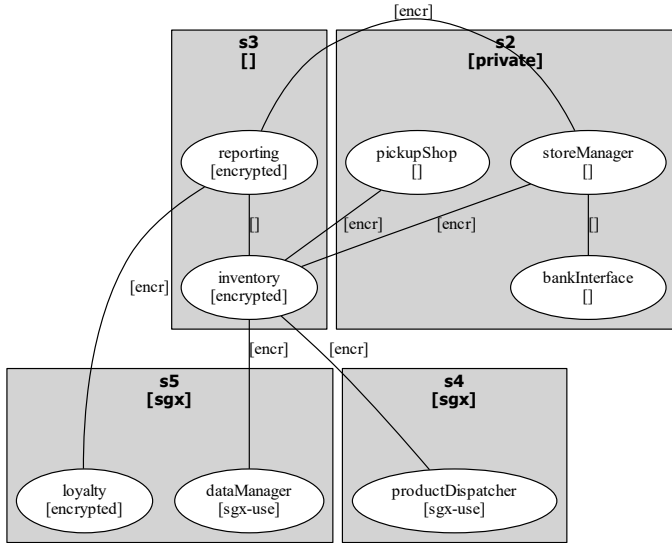 [encr]
s3
[]
s2
[private]
reporting
[encrypted]
pickupShop
[]
storeManager
[]
[]
[encr]
[encr]
[]
inventory
[encrypted]
bankInterface
[]
[encr]
[encr]
[encr]
s5
[sgx]
s4
[sgx]
loyalty
[encrypted]
dataManager
[sgx-use]
productDispatcher
[sgx-use]